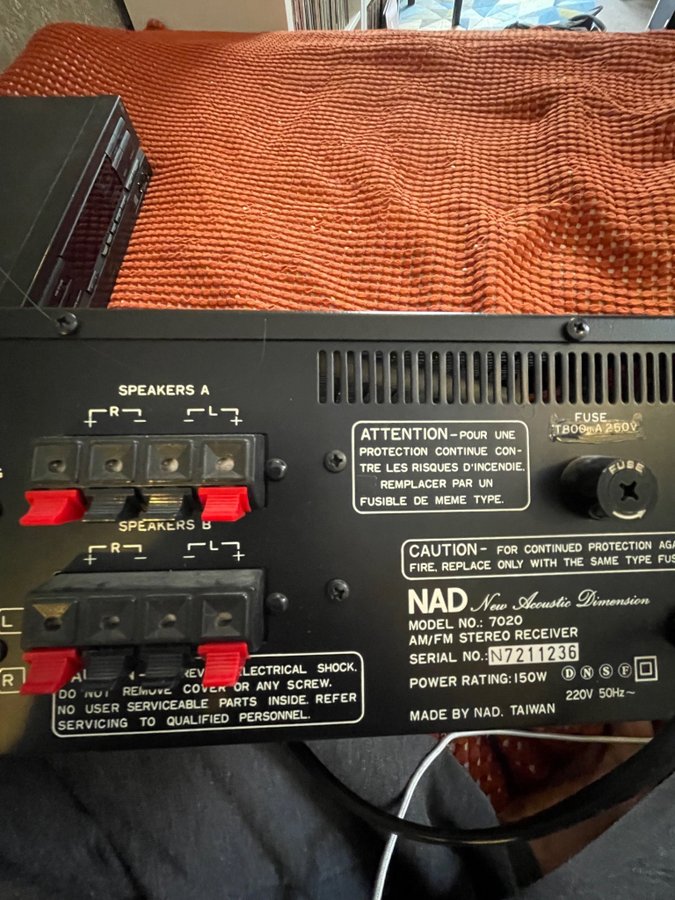 SPEAKERS A
R L
+ - - +
SPEAKERS B
R L
+ - - +
L
R
REVE ELECTRICAL SHOCK.
DO NOT REMOVE COVER OR ANY SCREW.
NO USER SERVICEABLE PARTS INSIDE. REFER
SERVICING TO QUALIFIED PERSONNEL.
ATTENTION-POUR UNE
PROTECTION CONTINUE CON-
TRE LES RISQUES D'INCENDIE.
REMPLACER PAR UN
FUSIBLE DE MEME TYPE.
FUSE
T800mA 250V
FUSE
CAUTION- FOR CONTINUED PROTECTION AGA
FIRE, REPLACE ONLY WITH THE SAME TYPE FUS
NAD New Acoustic Dimension
MODEL NO.: 7020
AM/FM STEREO RECEIVER
SERIAL NO.: N7211236
POWER RATING: 150W D N S F
220V 50Hz~
MADE BY NAD. TAIWAN